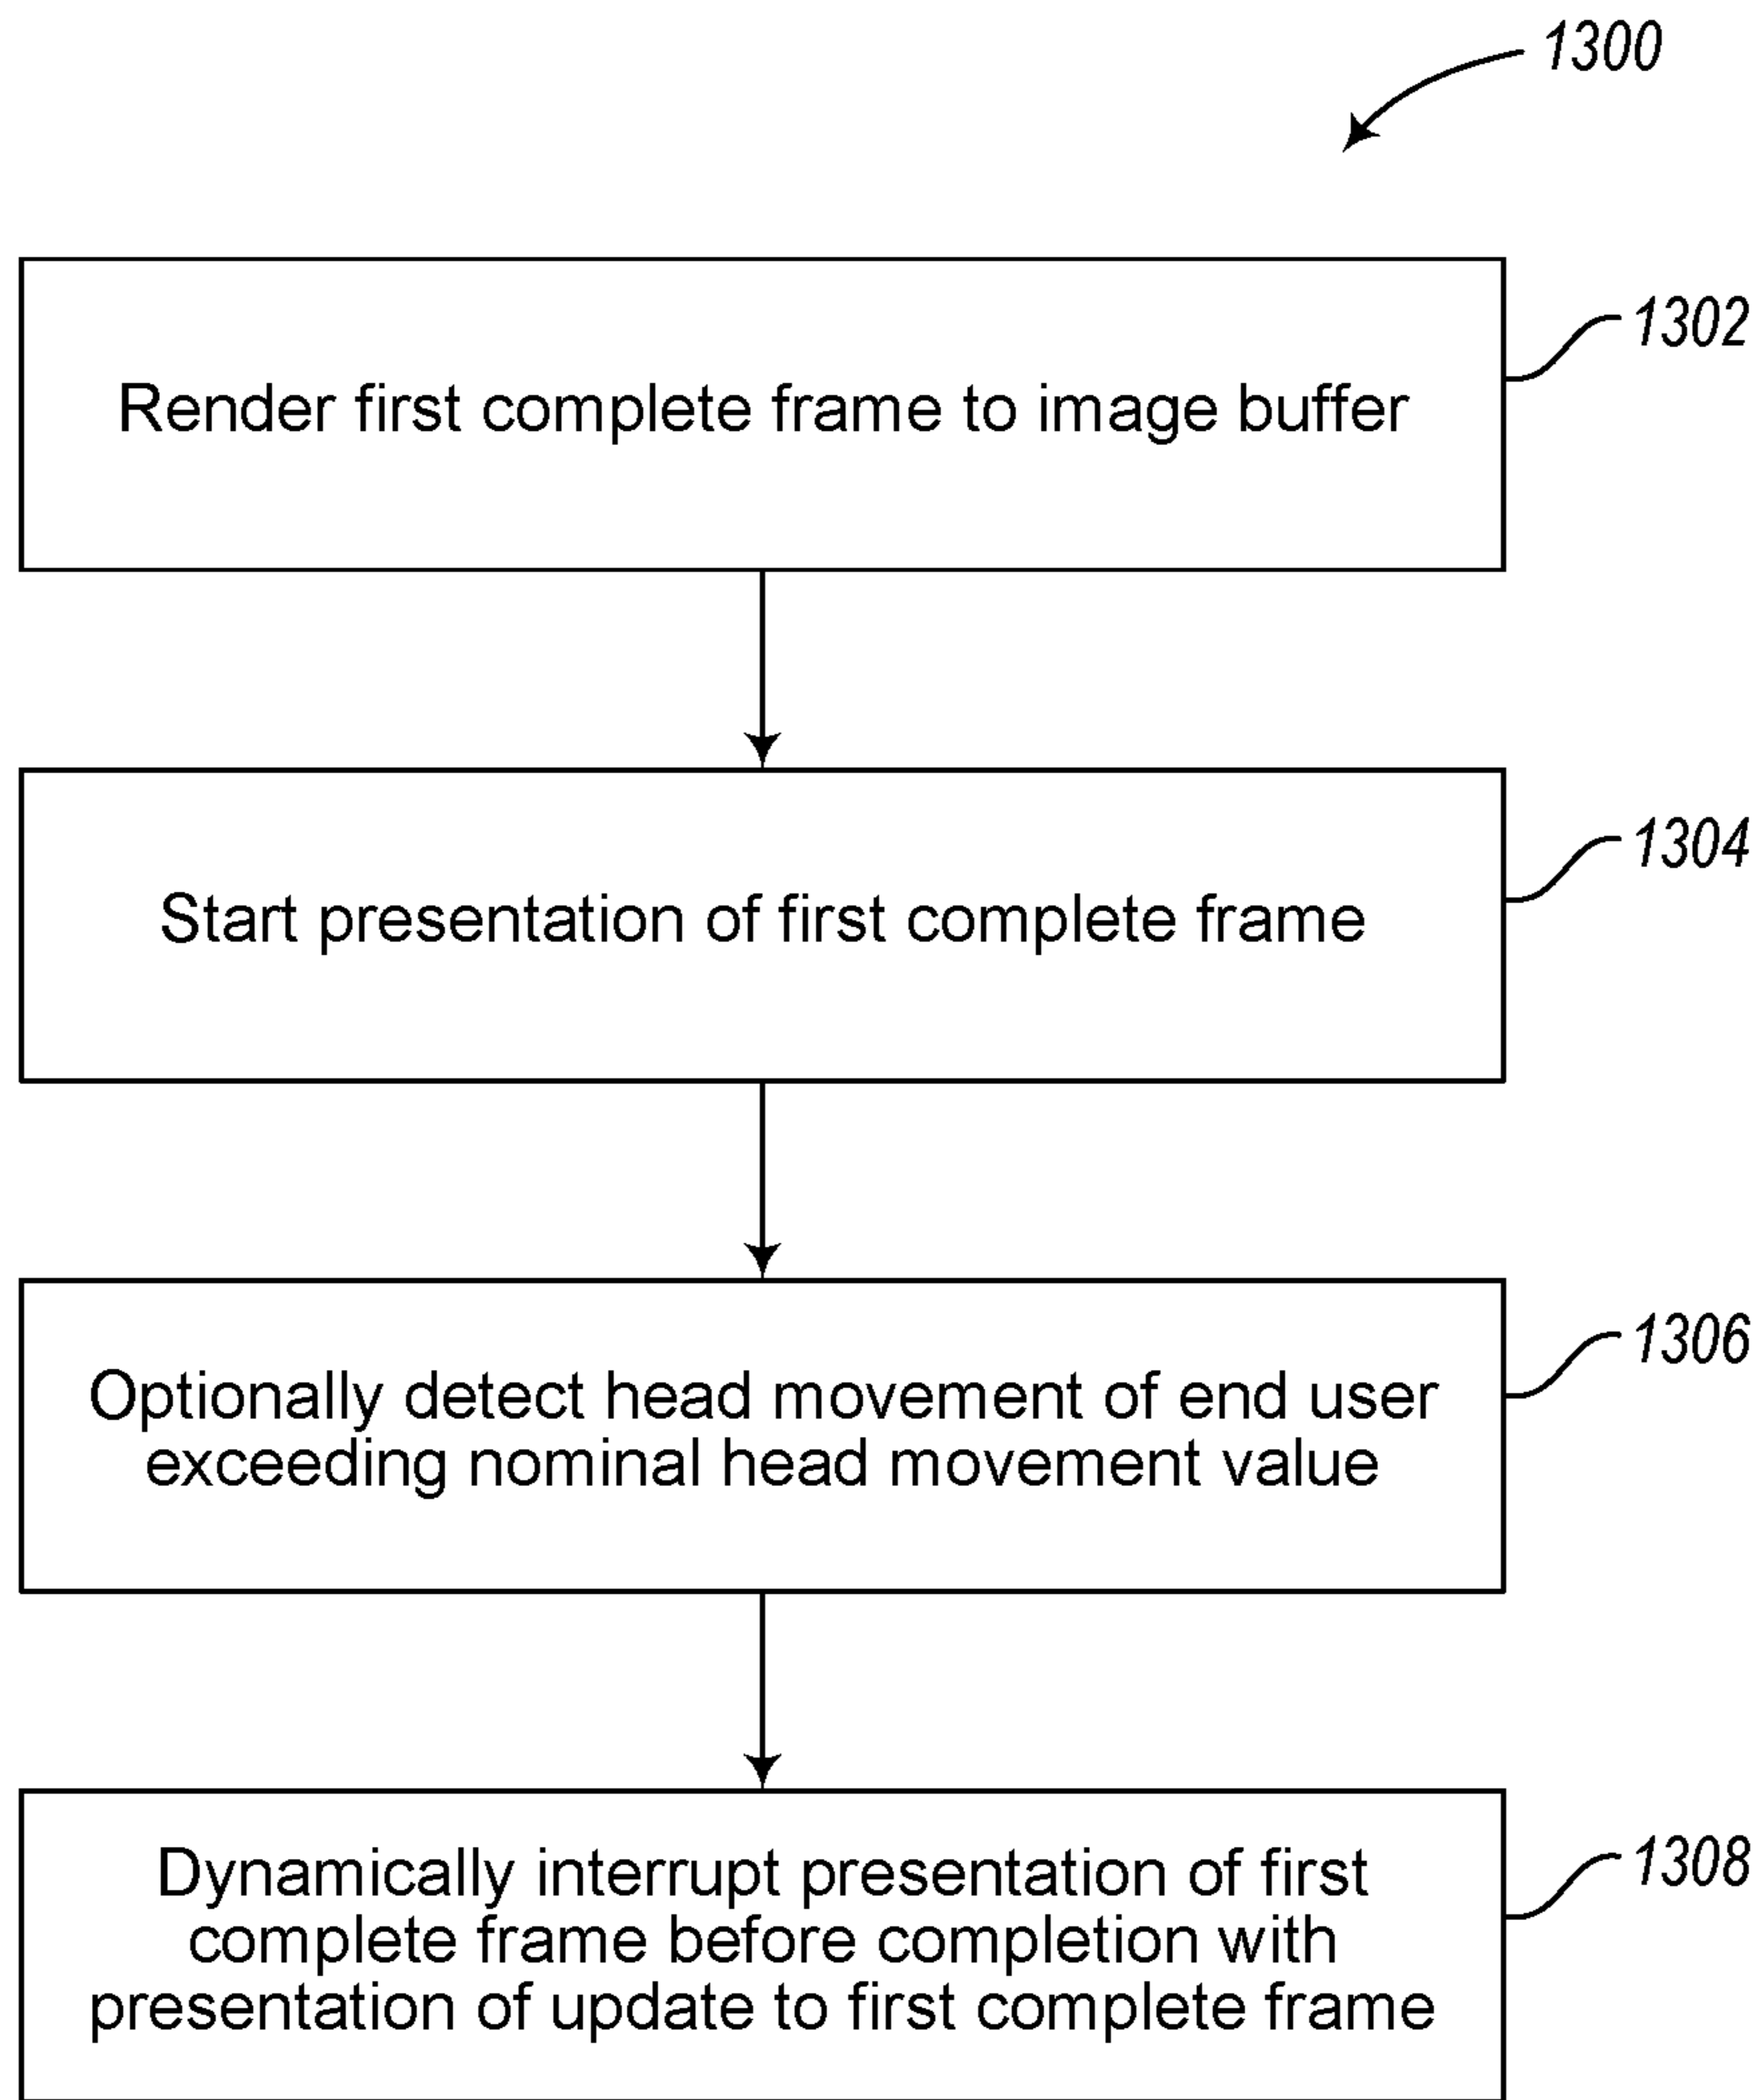 1300
Render first complete frame to image buffer
1302
Start presentation of first complete frame
1304
Optionally detect head movement of end user
exceeding nominal head movement value
1306
Dynamically interrupt presentation of first
complete frame before completion with
presentation of update to first complete frame
1308